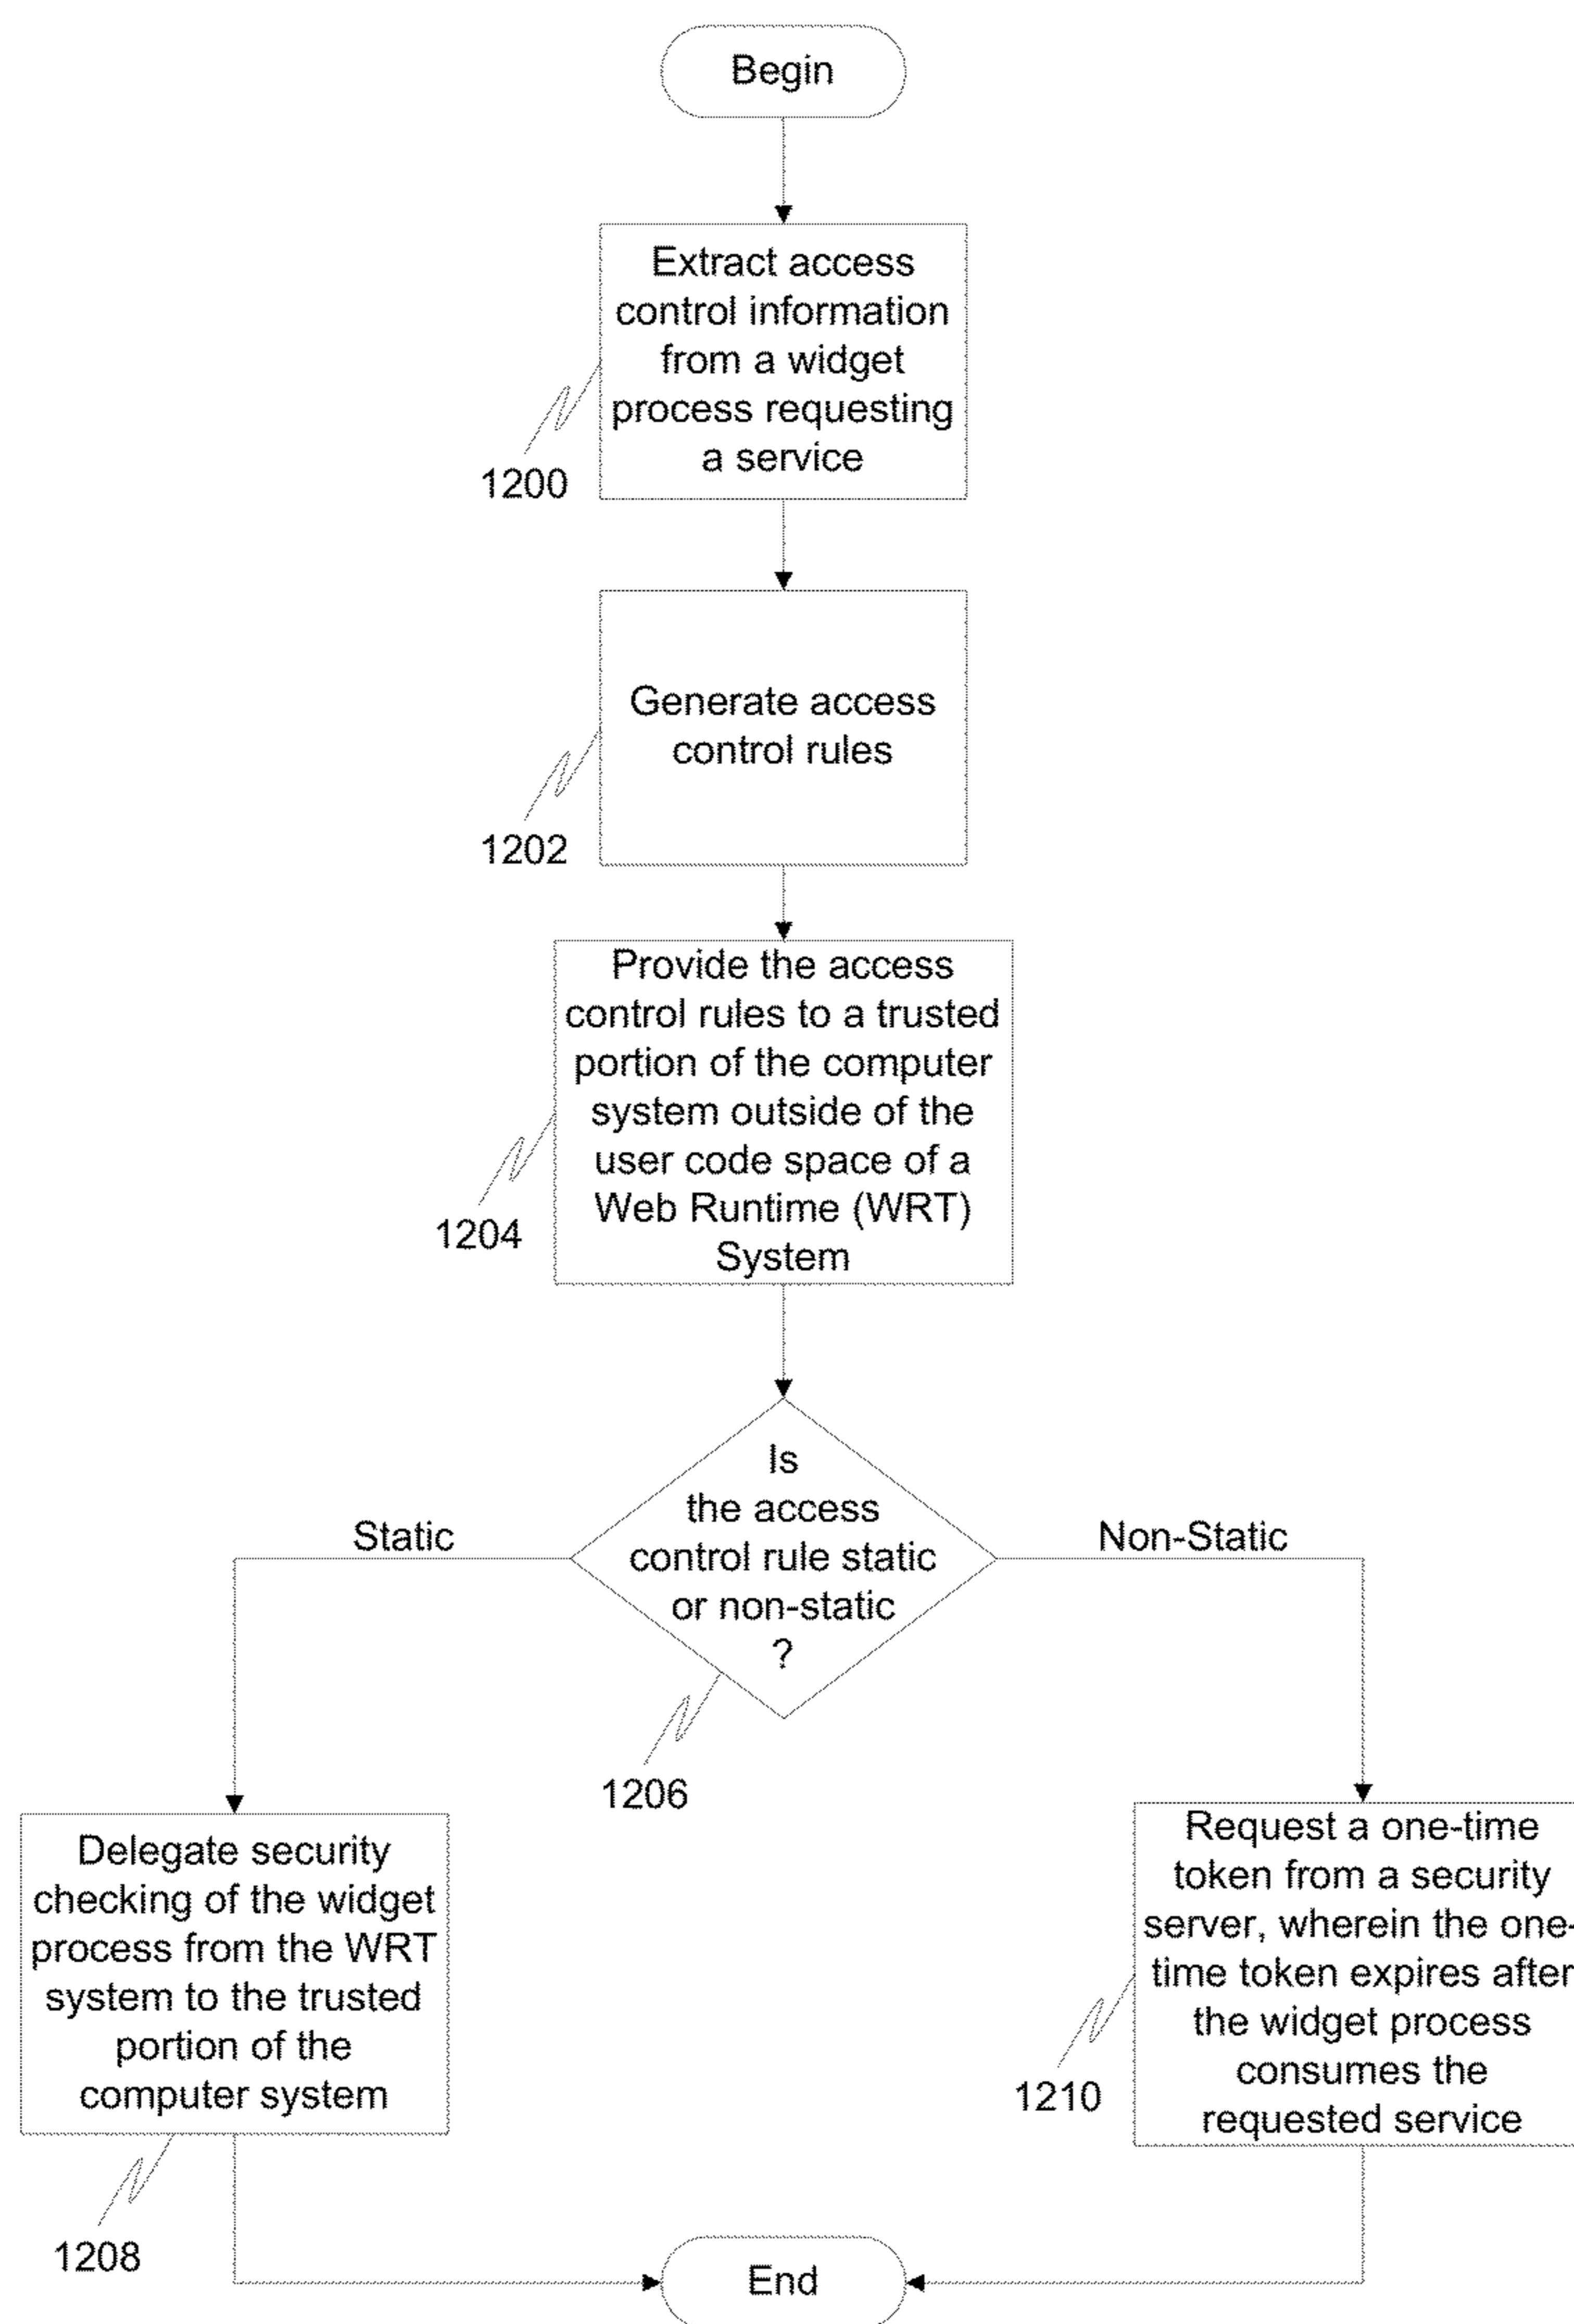 Begin
Extract access
control information
from a widget
process requesting
a service
1200
Generate access
control rules
1202
Provide the access
control rules to a trusted
portion of the computer
system outside of the
user code space of a
Web Runtime (WRT)
System
1204
Is
the access
control rule static
or non-static
?
Static
Non-Static
1206
Delegate security
checking of the widget
process from the WRT
system to the trusted
portion of the
computer system
1208
Request a one-time
token from a security
server, wherein the one-
time token expires after
the widget process
consumes the
requested service
1210
End